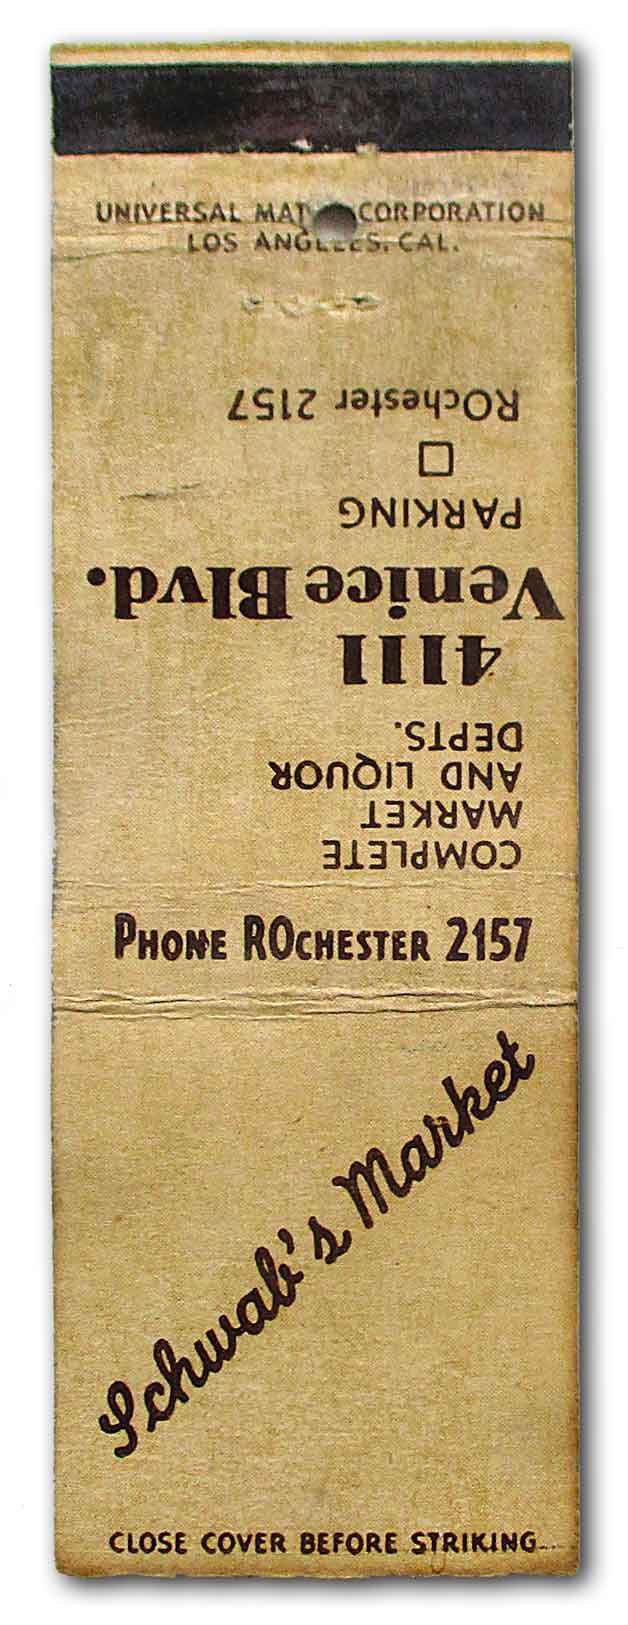 UNIVERSAL MAT CORPORATION
LOS ANGELES, CAL.
COMPLETE
MARKET
AND LIQUOR
DEPTS.
4111
Venice Blvd.
PARKING
ROchester 2157
PHONE ROCHESTER 2157
Schwab's Market
CLOSE COVER BEFORE STRIKING